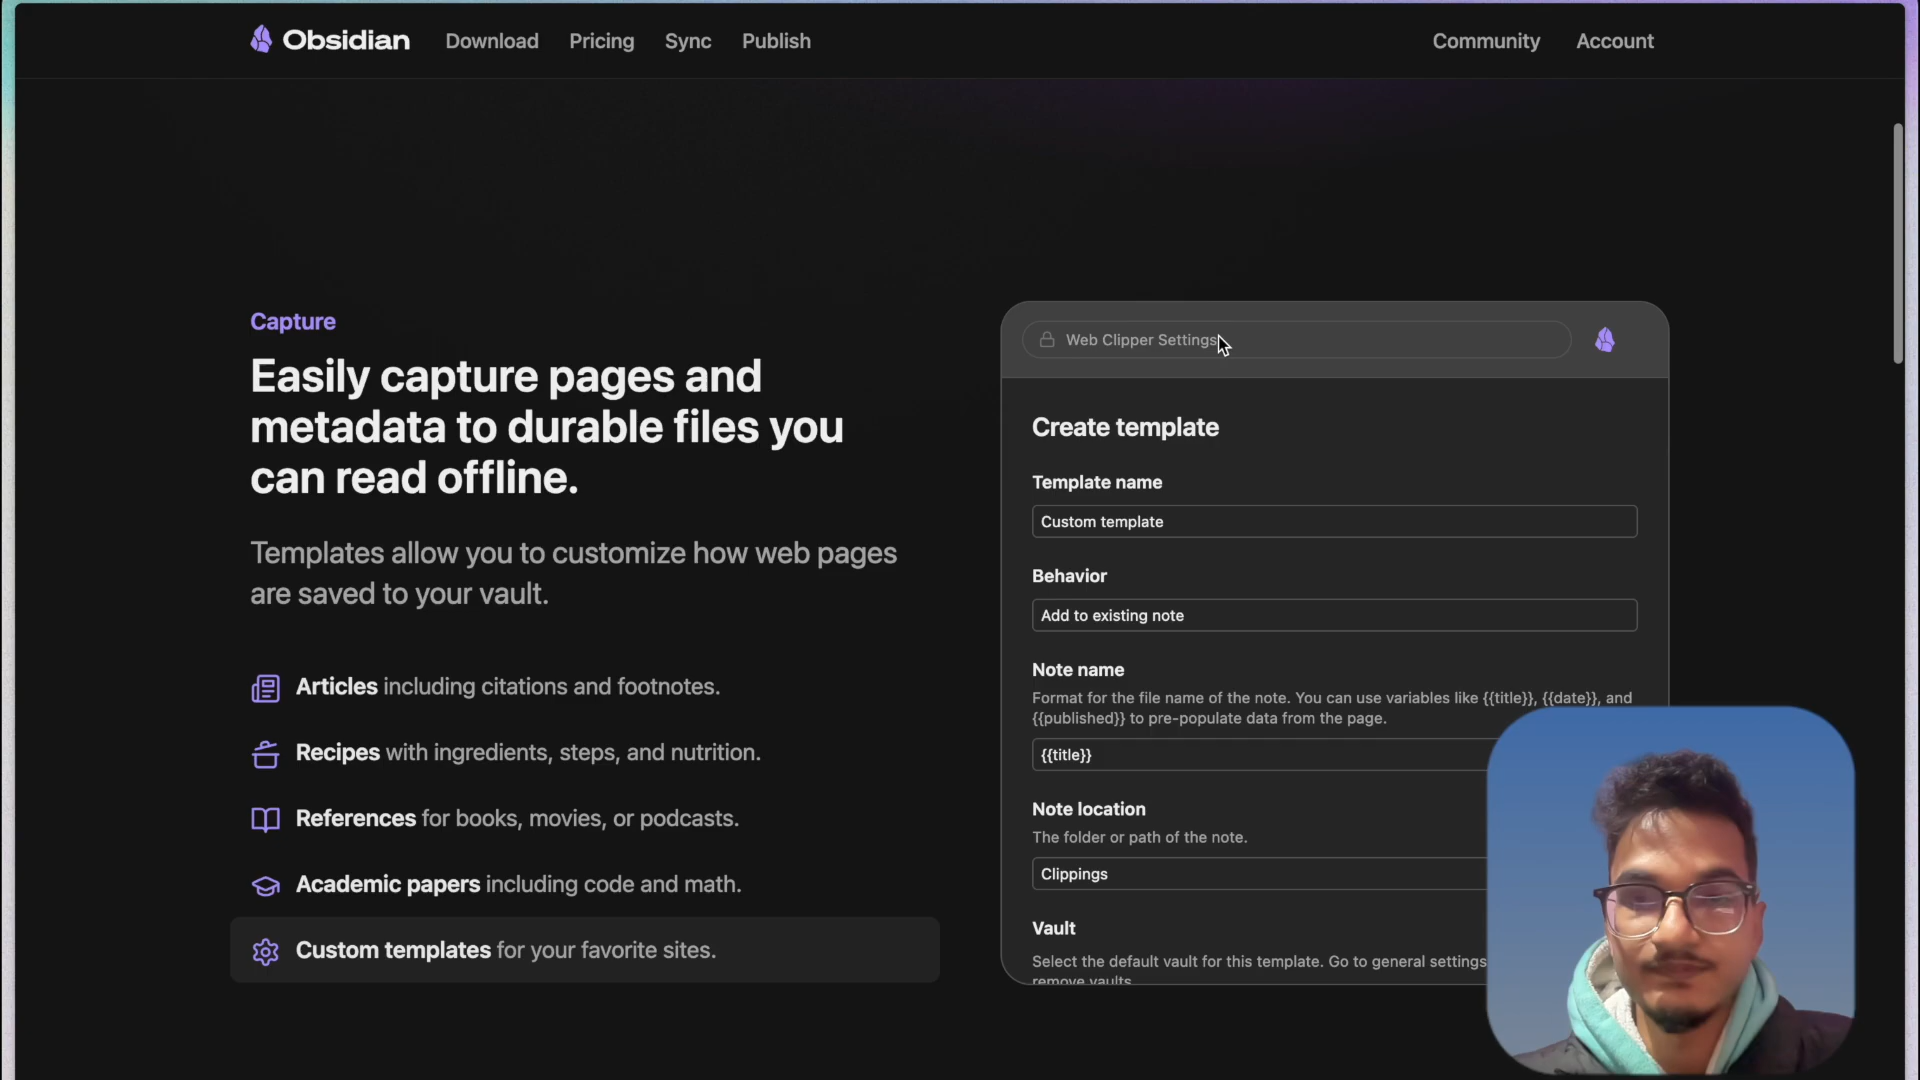 Obsidian Download Pricing Sync Publish Community Account
Capture
Easily capture pages and
metadata to durable files you
can read offline.
Templates allow you to customize how web pages
are saved to your vault.
Articles including citations and footnotes.
Recipes with ingredients, steps, and nutrition.
References for books, movies, or podcasts.
Academic papers including code and math.
Custom templates for your favorite sites.
Web Clipper Settings
Create template
Template name
Custom template
Behavior
Add to existing note
Note name
Format for the file name of the note. You can use variables like {{title}}, {{date}}, and
{{published}} to pre-populate data from the page.
{{title}}
Note location
The folder or path of the note.
Clippings
Vault
Select the default vault for this template. Go to general settings
remove vaults